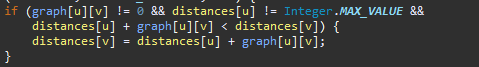 if (graph[u][v] != 0 && distances[u] != Integer.MAX_VALUE &&
distances[u] + graph[u][v] < distances[v]) {
distances[v] = distances[u] + graph[u][v];
}